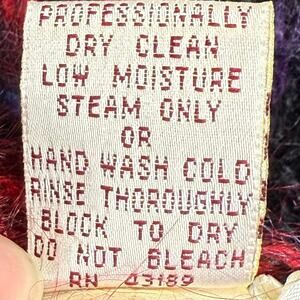 PROFESSIONALLY
DRY CLEAN
LOW MOISTURE
STEAM ONLY
OR
HAND WASH COLD
RINSE THOROUGHLY
BLOCK TO DRY
DO NOT BLEACH
RN 43189